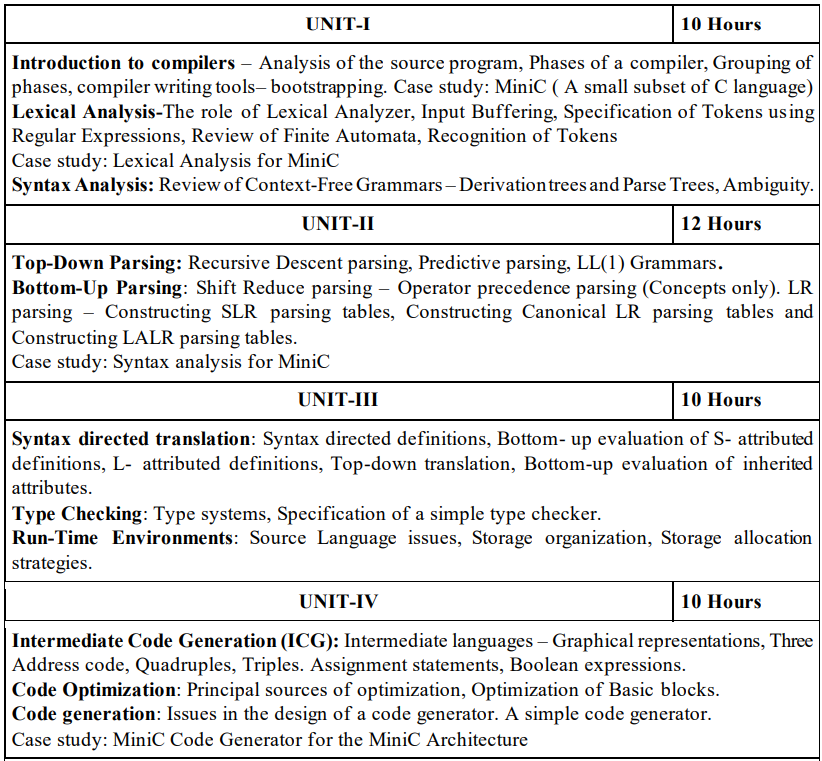 UNIT-I 10 Hours
Introduction to compilers – Analysis of the source program, Phases of a compiler, Grouping of
phases, compiler writing tools– bootstrapping. Case study: MiniC ( A small subset of C language)
Lexical Analysis-The role of Lexical Analyzer, Input Buffering, Specification of Tokens using
Regular Expressions, Review of Finite Automata, Recognition of Tokens
Case study: Lexical Analysis for MiniC
Syntax Analysis: Review of Context-Free Grammars – Derivation trees and Parse Trees, Ambiguity.
UNIT-II 12 Hours
Top-Down Parsing: Recursive Descent parsing, Predictive parsing, LL(1) Grammars.
Bottom-Up Parsing: Shift Reduce parsing – Operator precedence parsing (Concepts only). LR
parsing – Constructing SLR parsing tables, Constructing Canonical LR parsing tables and
Constructing LALR parsing tables.
Case study: Syntax analysis for MiniC
UNIT-III 10 Hours
Syntax directed translation: Syntax directed definitions, Bottom- up evaluation of S- attributed
definitions, L- attributed definitions, Top-down translation, Bottom-up evaluation of inherited
attributes.
Type Checking: Type systems, Specification of a simple type checker.
Run-Time Environments: Source Language issues, Storage organization, Storage allocation
strategies.
UNIT-IV 10 Hours
Intermediate Code Generation (ICG): Intermediate languages – Graphical representations, Three
Address code, Quadruples, Triples. Assignment statements, Boolean expressions.
Code Optimization: Principal sources of optimization, Optimization of Basic blocks.
Code generation: Issues in the design of a code generator. A simple code generator.
Case study: MiniC Code Generator for the MiniC Architecture